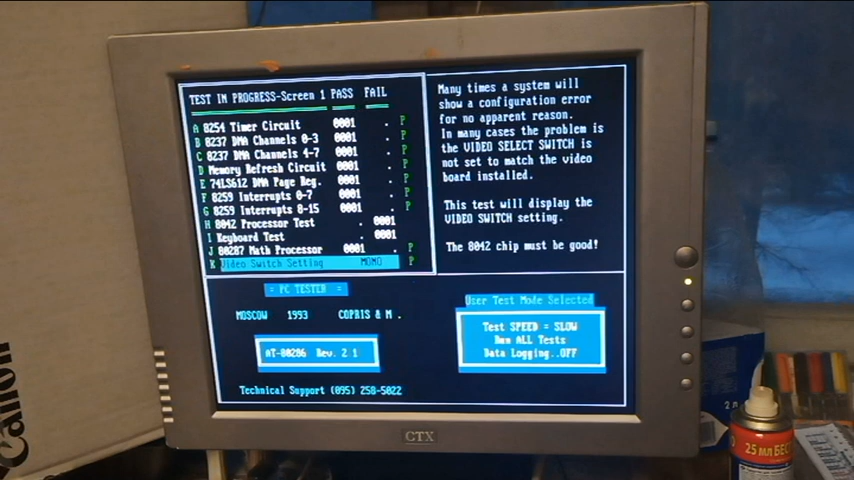 TEST IN PROGRESS-Screen 1 PASS FAIL
A 8254 Timer Circuit 0001 . P
B 8237 DMA Channels 0-3 0001 . P
C 8237 DMA Channels 4-7 0001 . P
D Memory Refresh Circuit 0001 . P
E 74LS612 DMA Page Reg. 0001 . P
F 8259 Interrupts 0-7 0001 . P
G 8259 Interrupts 8-15 0001 . P
H 8042 Processor Test . 0001
I Keyboard Test . 0001
J 80287 Math Processor 0001 . P
K Video Switch Setting MONO P
Many times a system will
show a configuration error
for no apparent reason.
In many cases the problem is
the VIDEO SELECT SWITCH is
not set to match the video
board installed.
This test will display the
VIDEO SWITCH setting.
The 8042 chip must be good!
= PC TESTER =
MOSCOW 1993 COPRIS & M .
AT-80286 Rev. 2 1
Technical Support (095) 258-5022
User Test Mode Selected
Test SPEED = SLOW
Run ALL Tests
Data Logging..OFF
CTX
Canon
2 л
25 МЛ БЕС